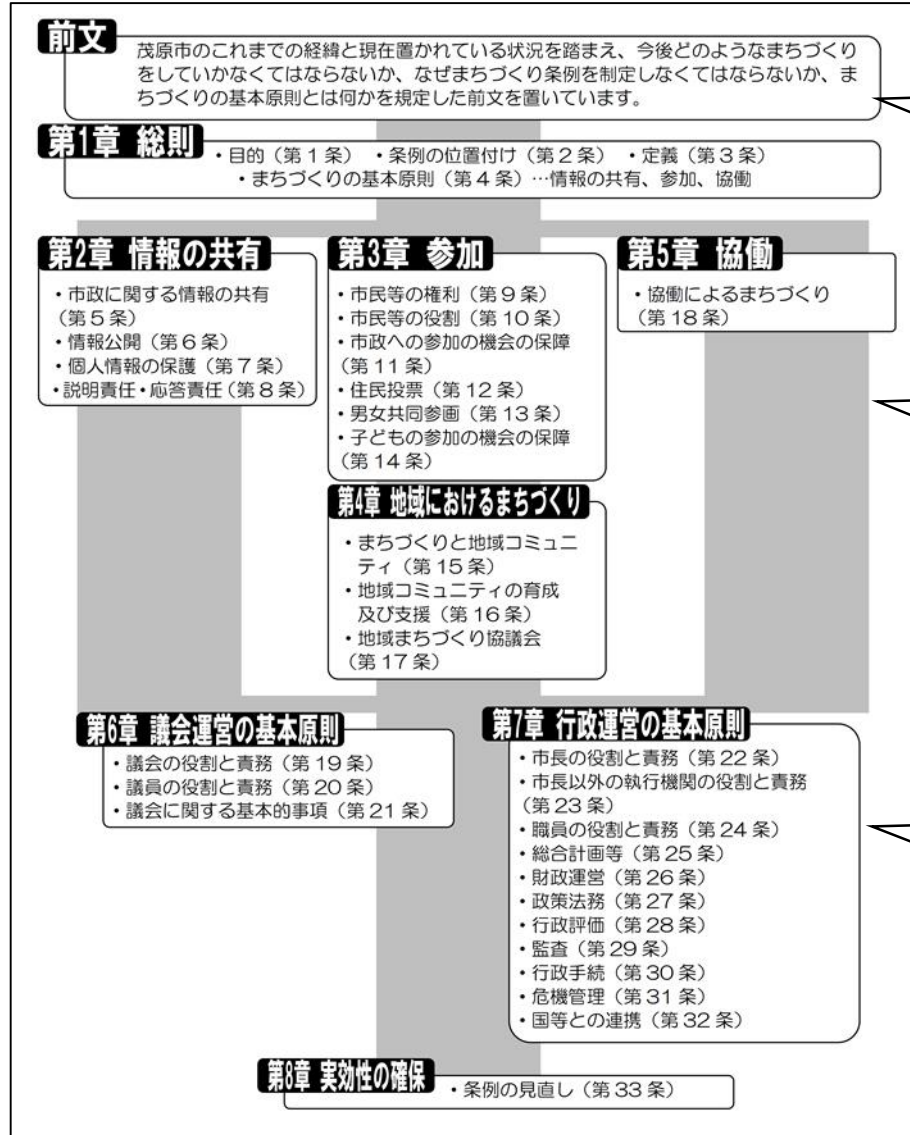 前文
茂原市のこれまでの経緯と現在置かれている状況を踏まえ、今後どのようなまちづくり
をしていかなくてはならないか、なぜまちづくり条例を制定しなくてはならないか、ま
ちづくりの基本原則とは何かを規定した前文を置いています。
第1章 総則
・目的（第１条） ・条例の位置付け（第２条） ・定義（第３条）
・まちづくりの基本原則（第４条）…情報の共有、参加、協働
第2章 情報の共有
・市政に関する情報の共有
（第５条）
・情報公開（第６条）
・個人情報の保護（第７条）
・説明責任・応答責任（第８条）
第3章 参加
・市民等の権利（第９条）
・市民等の役割（第10条）
・市政への参加の機会の保障
（第11条）
・住民投票（第12条）
・男女共同参画（第13条）
・子どもの参加の機会の保障
（第14条）
第5章 協働
・協働によるまちづくり
（第18条）
第4章 地域におけるまちづくり
・まちづくりと地域コミュニ
ティ（第15条）
・地域コミュニティの育成
及び支援（第16条）
・地域まちづくり協議会
（第17条）
第6章 議会運営の基本原則
・議会の役割と責務（第19条）
・議員の役割と責務（第20条）
・議会に関する基本的事項（第21条）
第7章 行政運営の基本原則
・市長の役割と責務（第22条）
・市長以外の執行機関の役割と責務
（第23条）
・職員の役割と責務（第24条）
・総合計画等（第25条）
・財政運営（第26条）
・政策法務（第27条）
・行政評価（第28条）
・監査（第29条）
・行政手続（第30条）
・危機管理（第31条）
・国等との連携（第32条）
第8章 実効性の確保
・条例の見直し（第33条）